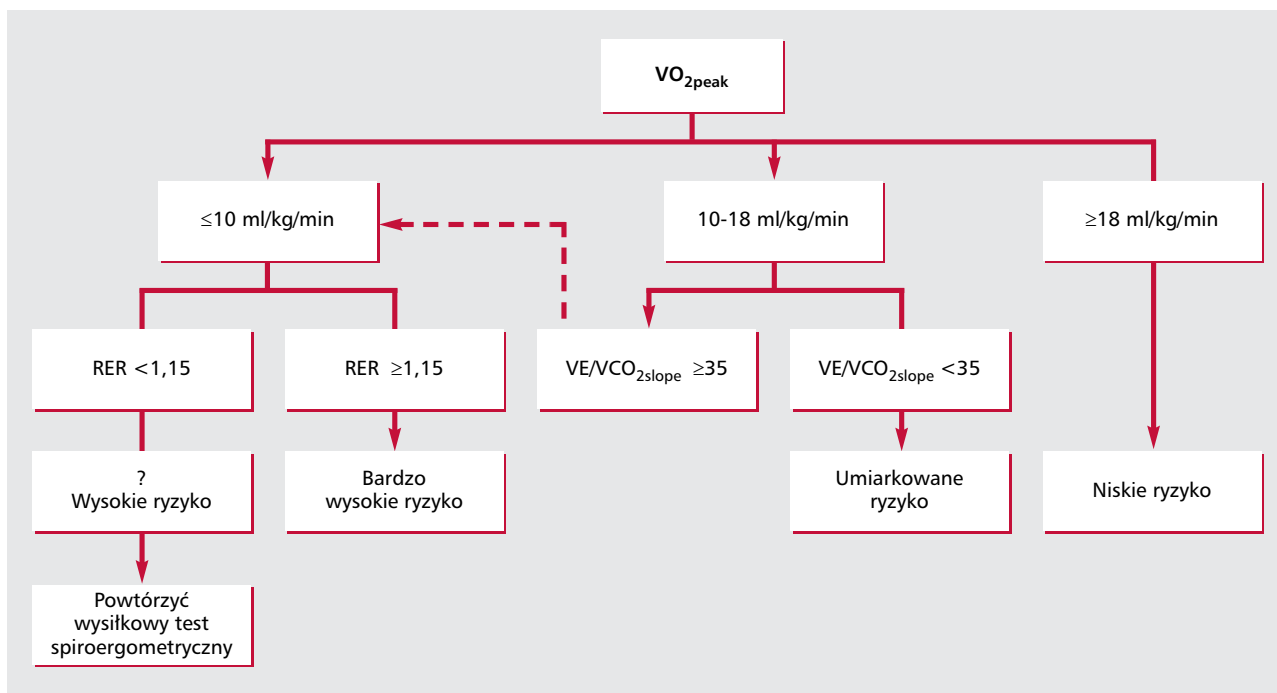 VO2peak
≤10 ml/kg/min
10-18 ml/kg/min
≥18 ml/kg/min
RER <1,15
RER ≥1,15
VE/VCO2slope ≥35
VE/VCO2slope <35
?
Wysokie ryzyko
Bardzo
wysokie ryzyko
Umiarkowane
ryzyko
Niskie ryzyko
Powtórzyć
wysiłkowy test
spiroergometryczny